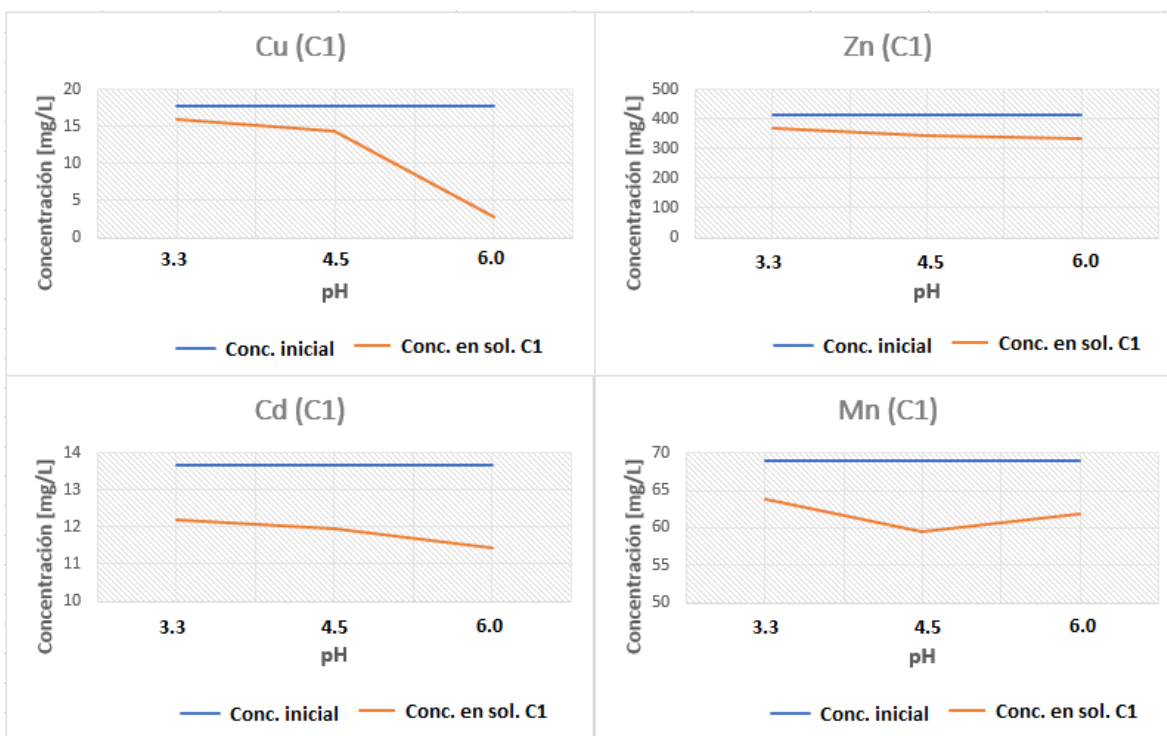 Cu (C1)
Concentración [mg/L]
20
15
10
5
0
3.3 4.5 6.0
pH
Conc. inicial Conc. en sol. C1
Zn (C1)
Concentración [mg/L]
500
400
300
200
100
0
3.3 4.5 6.0
pH
Conc. inicial Conc. en sol. C1
Cd (C1)
Concentración [mg/L]
14
13
12
11
10
3.3 4.5 6.0
pH
Conc. inicial Conc. en sol. C1
Mn (C1)
Concentración [mg/L]
70
65
60
55
50
3.3 4.5 6.0
pH
Conc. inicial Conc. en sol. C1